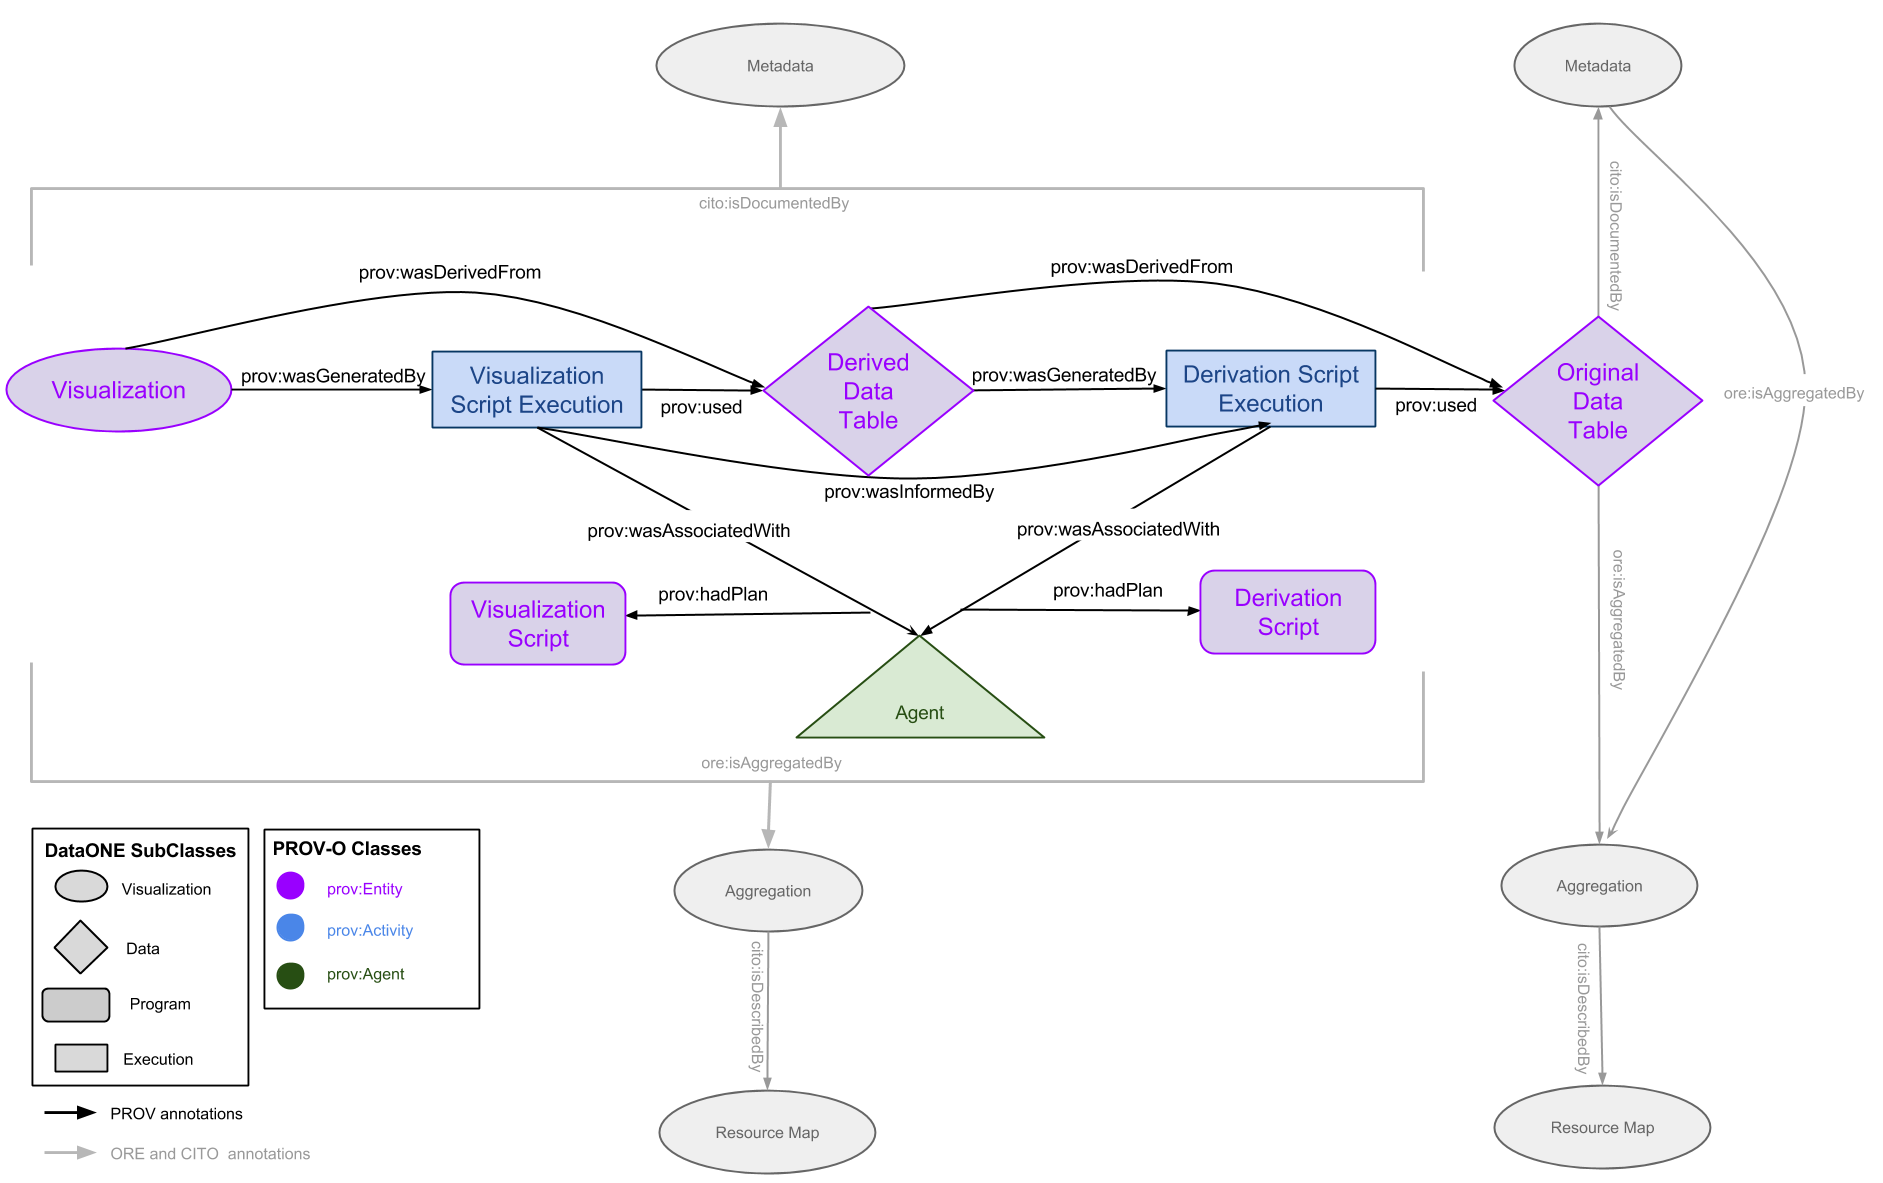 Metadata
Metadata
cito:isDocumentedBy
cito:isDocumentedBy
prov:wasDerivedFrom
prov:wasDerivedFrom
Visualization
prov:wasGeneratedBy
Visualization
Script Execution
prov:used
Derived
Data
Table
prov:wasGeneratedBy
Derivation Script
Execution
prov:used
Original
Data
Table
ore:isAggregatedBy
prov:wasInformedBy
prov:wasAssociatedWith
prov:wasAssociatedWith
ore:isAggregatedBy
Visualization
Script
prov:hadPlan
prov:hadPlan
Derivation
Script
Agent
ore:isAggregatedBy
DataONE SubClasses
Visualization
Data
Program
Execution
PROV-O Classes
prov:Entity
prov:Activity
prov:Agent
Aggregation
Aggregation
cito:isDescribedBy
cito:isDescribedBy
Resource Map
Resource Map
PROV annotations
ORE and CITO annotations